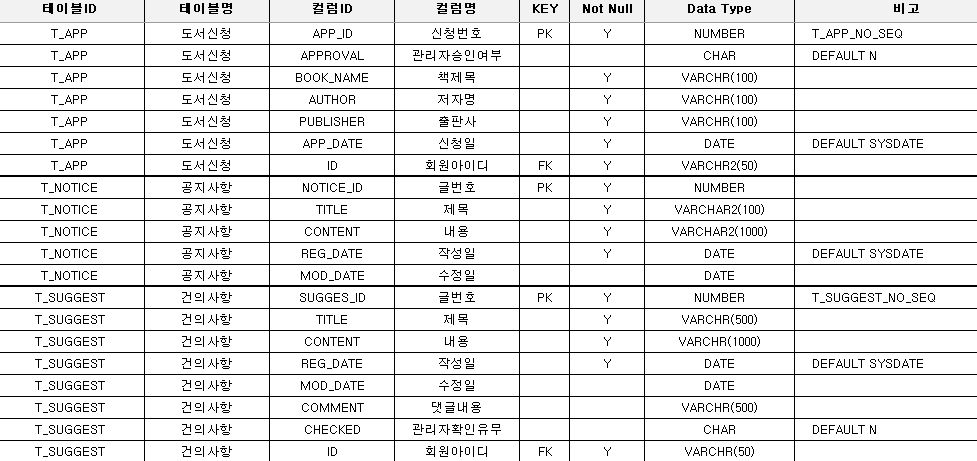 테이블ID 테이블명 컬럼ID 컬럼명 KEY Not Null Data Type 비고
T_APP 도서신청 APP_ID 신청번호 PK Y NUMBER T_APP_NO_SEQ
T_APP 도서신청 APPROVAL 관리자승인여부 CHAR DEFAULT N
T_APP 도서신청 BOOK_NAME 책제목 Y VARCHR(100)
T_APP 도서신청 AUTHOR 저자명 Y VARCHR(100)
T_APP 도서신청 PUBLISHER 출판사 Y VARCHR(100)
T_APP 도서신청 APP_DATE 신청일 Y DATE DEFAULT SYSDATE
T_APP 도서신청 ID 회원아이디 FK Y VARCHR2(50)
T_NOTICE 공지사항 NOTICE_ID 글번호 PK Y NUMBER
T_NOTICE 공지사항 TITLE 제목 Y VARCHAR2(100)
T_NOTICE 공지사항 CONTENT 내용 Y VARCHAR2(1000)
T_NOTICE 공지사항 REG_DATE 작성일 Y DATE DEFAULT SYSDATE
T_NOTICE 공지사항 MOD_DATE 수정일 DATE
T_SUGGEST 건의사항 SUGGES_ID 글번호 PK Y NUMBER T_SUGGEST_NO_SEQ
T_SUGGEST 건의사항 TITLE 제목 Y VARCHR(500)
T_SUGGEST 건의사항 CONTENT 내용 Y VARCHR(1000)
T_SUGGEST 건의사항 REG_DATE 작성일 Y DATE DEFAULT SYSDATE
T_SUGGEST 건의사항 MOD_DATE 수정일 DATE
T_SUGGEST 건의사항 COMMENT 댓글내용 VARCHR(500)
T_SUGGEST 건의사항 CHECKED 관리자확인유무 CHAR DEFAULT N
T_SUGGEST 건의사항 ID 회원아이디 FK Y VARCHR(50)